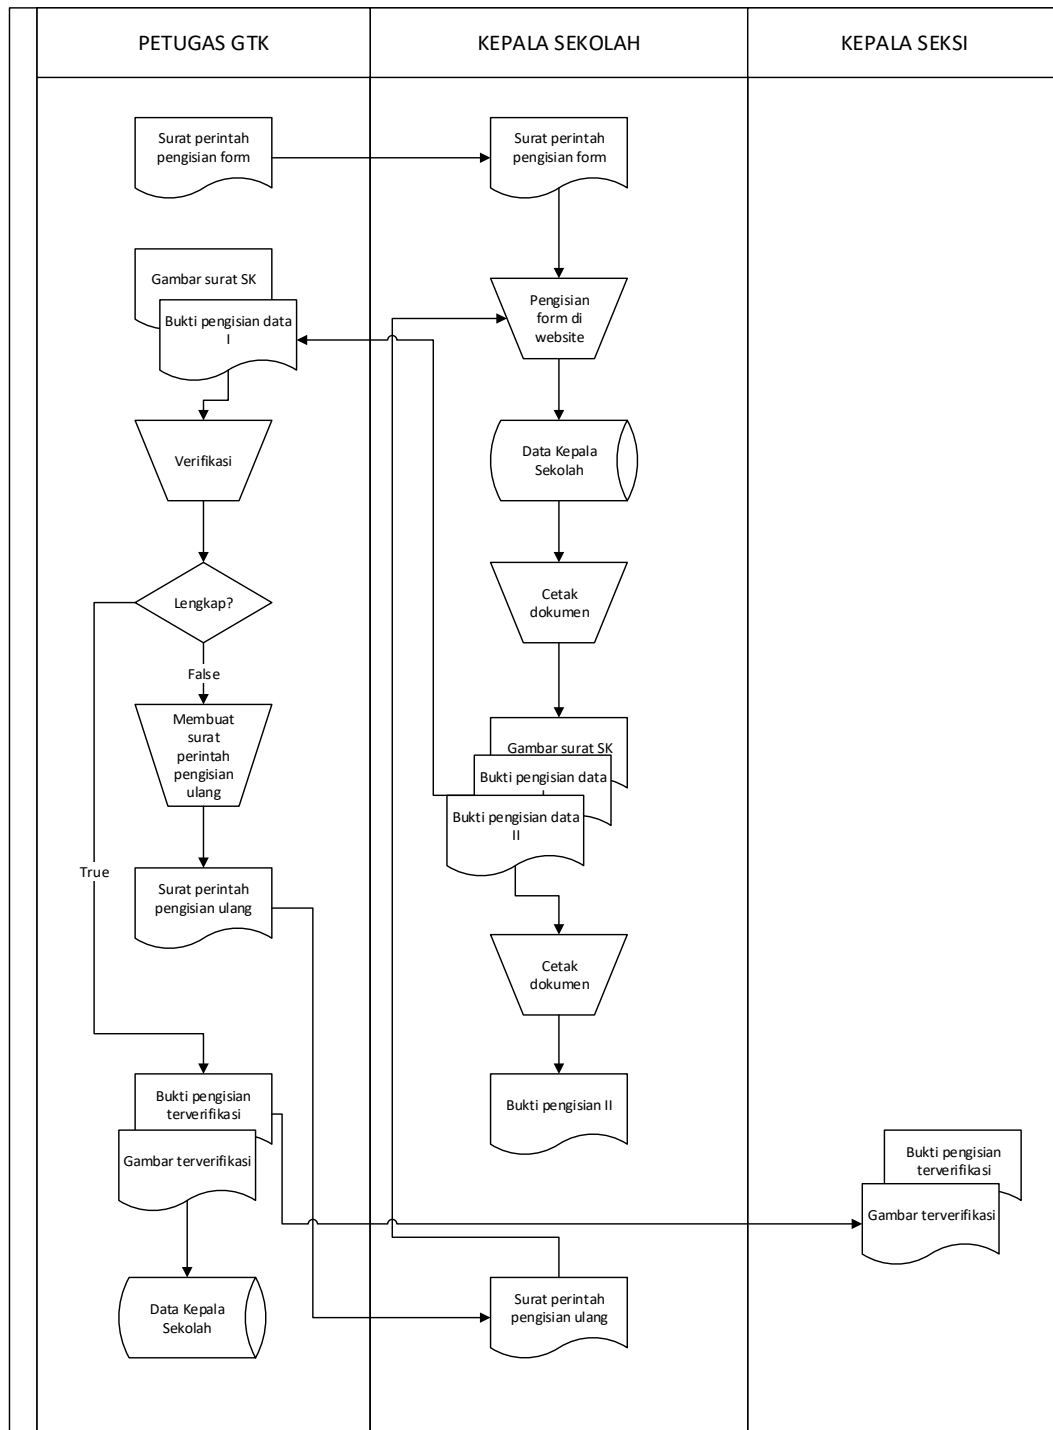 PETUGAS GTK
KEPALA SEKOLAH
KEPALA SEKSI
Surat perintah
pengisian form
Surat perintah
pengisian form
Gambar surat SK
Bukti pengisian data
I
Pengisian
form di
website
Verifikasi
Data Kepala
Sekolah
Lengkap?
Cetak
dokumen
False
Membuat
surat
perintah
pengisian
ulang
Gambar surat SK
Bukti pengisian data
Bukti pengisian data
II
True
Surat perintah
pengisian ulang
Cetak
dokumen
Bukti pengisian
terverifikasi
Gambar terverifikasi
Bukti pengisian II
Bukti pengisian
terverifikasi
Gambar terverifikasi
Data Kepala
Sekolah
Surat perintah
pengisian ulang